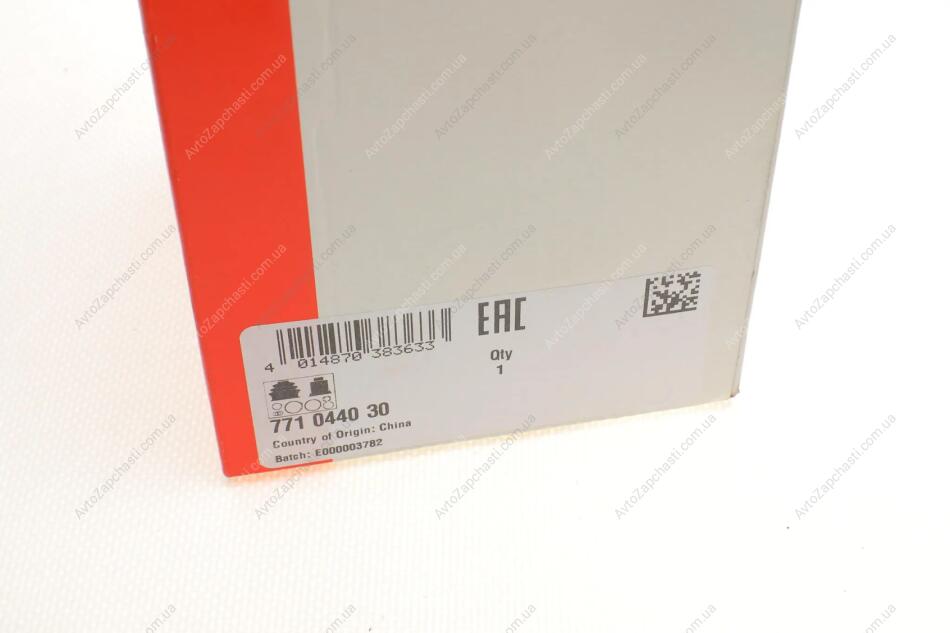 EAC
4 014870 383633
Qty
1
771 0440 30
Country of Origin: China
Batch: E000003782
AvtoZapchasti.com.ua